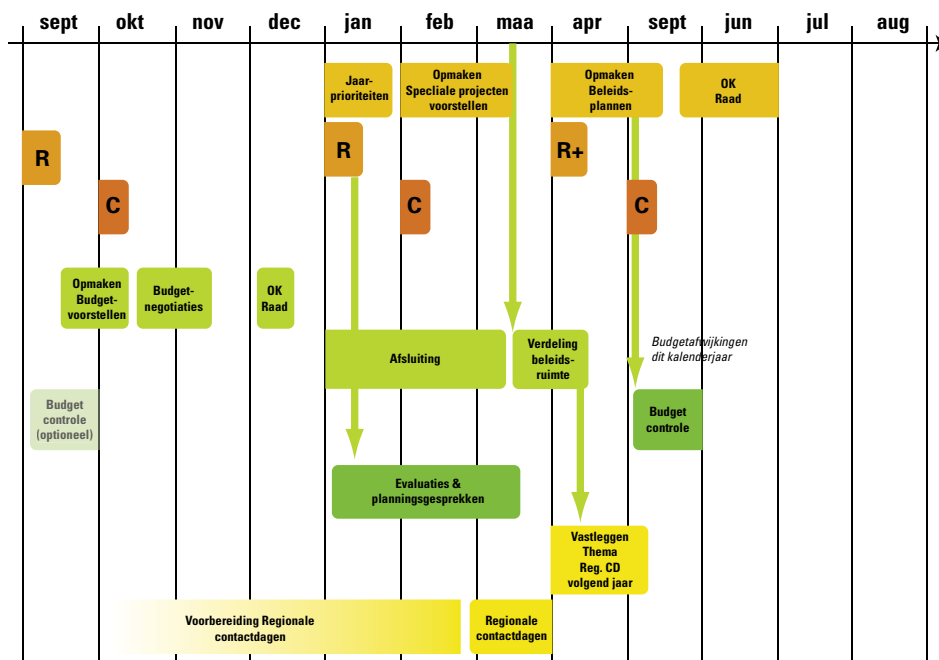 sept okt nov dec jan feb maa apr sept jun jul aug
Jaar-
prioriteiten
Opmaken
Speciale projecten
voorstellen
Opmaken
Beleids-
plannen
OK
Raad
R
R
R+
C
C
C
Opmaken
Budget-
voorstellen
Budget-
negotiaties
OK
Raad
Afsluiting
Verdeling
beleids-
ruimte
Budgetafwijkingen
dit kalenderjaar
Budget
controle
(optioneel)
Budget
controle
Evaluaties &
planningsgesprekken
Vastleggen
Thema
Reg. CD
volgend jaar
Voorbereiding Regionale
contactdagen
Regionale
contactdagen